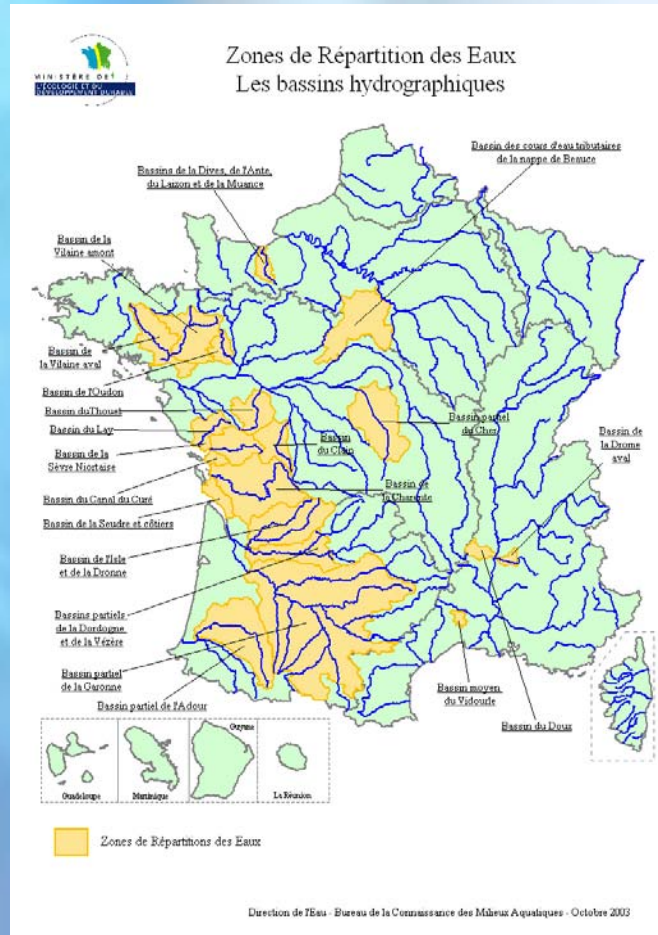 MINISTÈRE DE
L'ÉCOLOGIE ET DU
DÉVELOPPEMENT DURABLE
Zones de Répartition des Eaux
Les bassins hydrographiques
Bassin des cours d'eau tributaires
de la nappe de Beauce
Bassins de la Dives, de l'Ante,
du Laizon et de la Muance
Bassin de la
Vilaine amont
Bassin de
la Vilaine aval
Bassin de l'Oudon
Bassin du Thouet
Bassin du Lay
Bassin de la
Sèvre Niortaise
Bassin du Canal du Curé
Bassin de la Seudre et côtiers
Bassin de l'Isle
et de la Dronne
Bassins partiels
de la Dordogne
et de la Vézère
Bassin partiel
de la Garonne
Bassin partiel de l'Adour
Bassin
du Clain
Bassin de
la Charente
Bassin partiel
du Cher
Bassin de
la Drome
aval
Bassin moyen
du Vidourle
Bassin du Doux
Guadeloupe
Martinique
Guyane
La Réunion
Zones de Répartitions des Eaux
Direction de l'Eau - Bureau de la Connaissance des Milieux Aquatiques - Octobre 2003